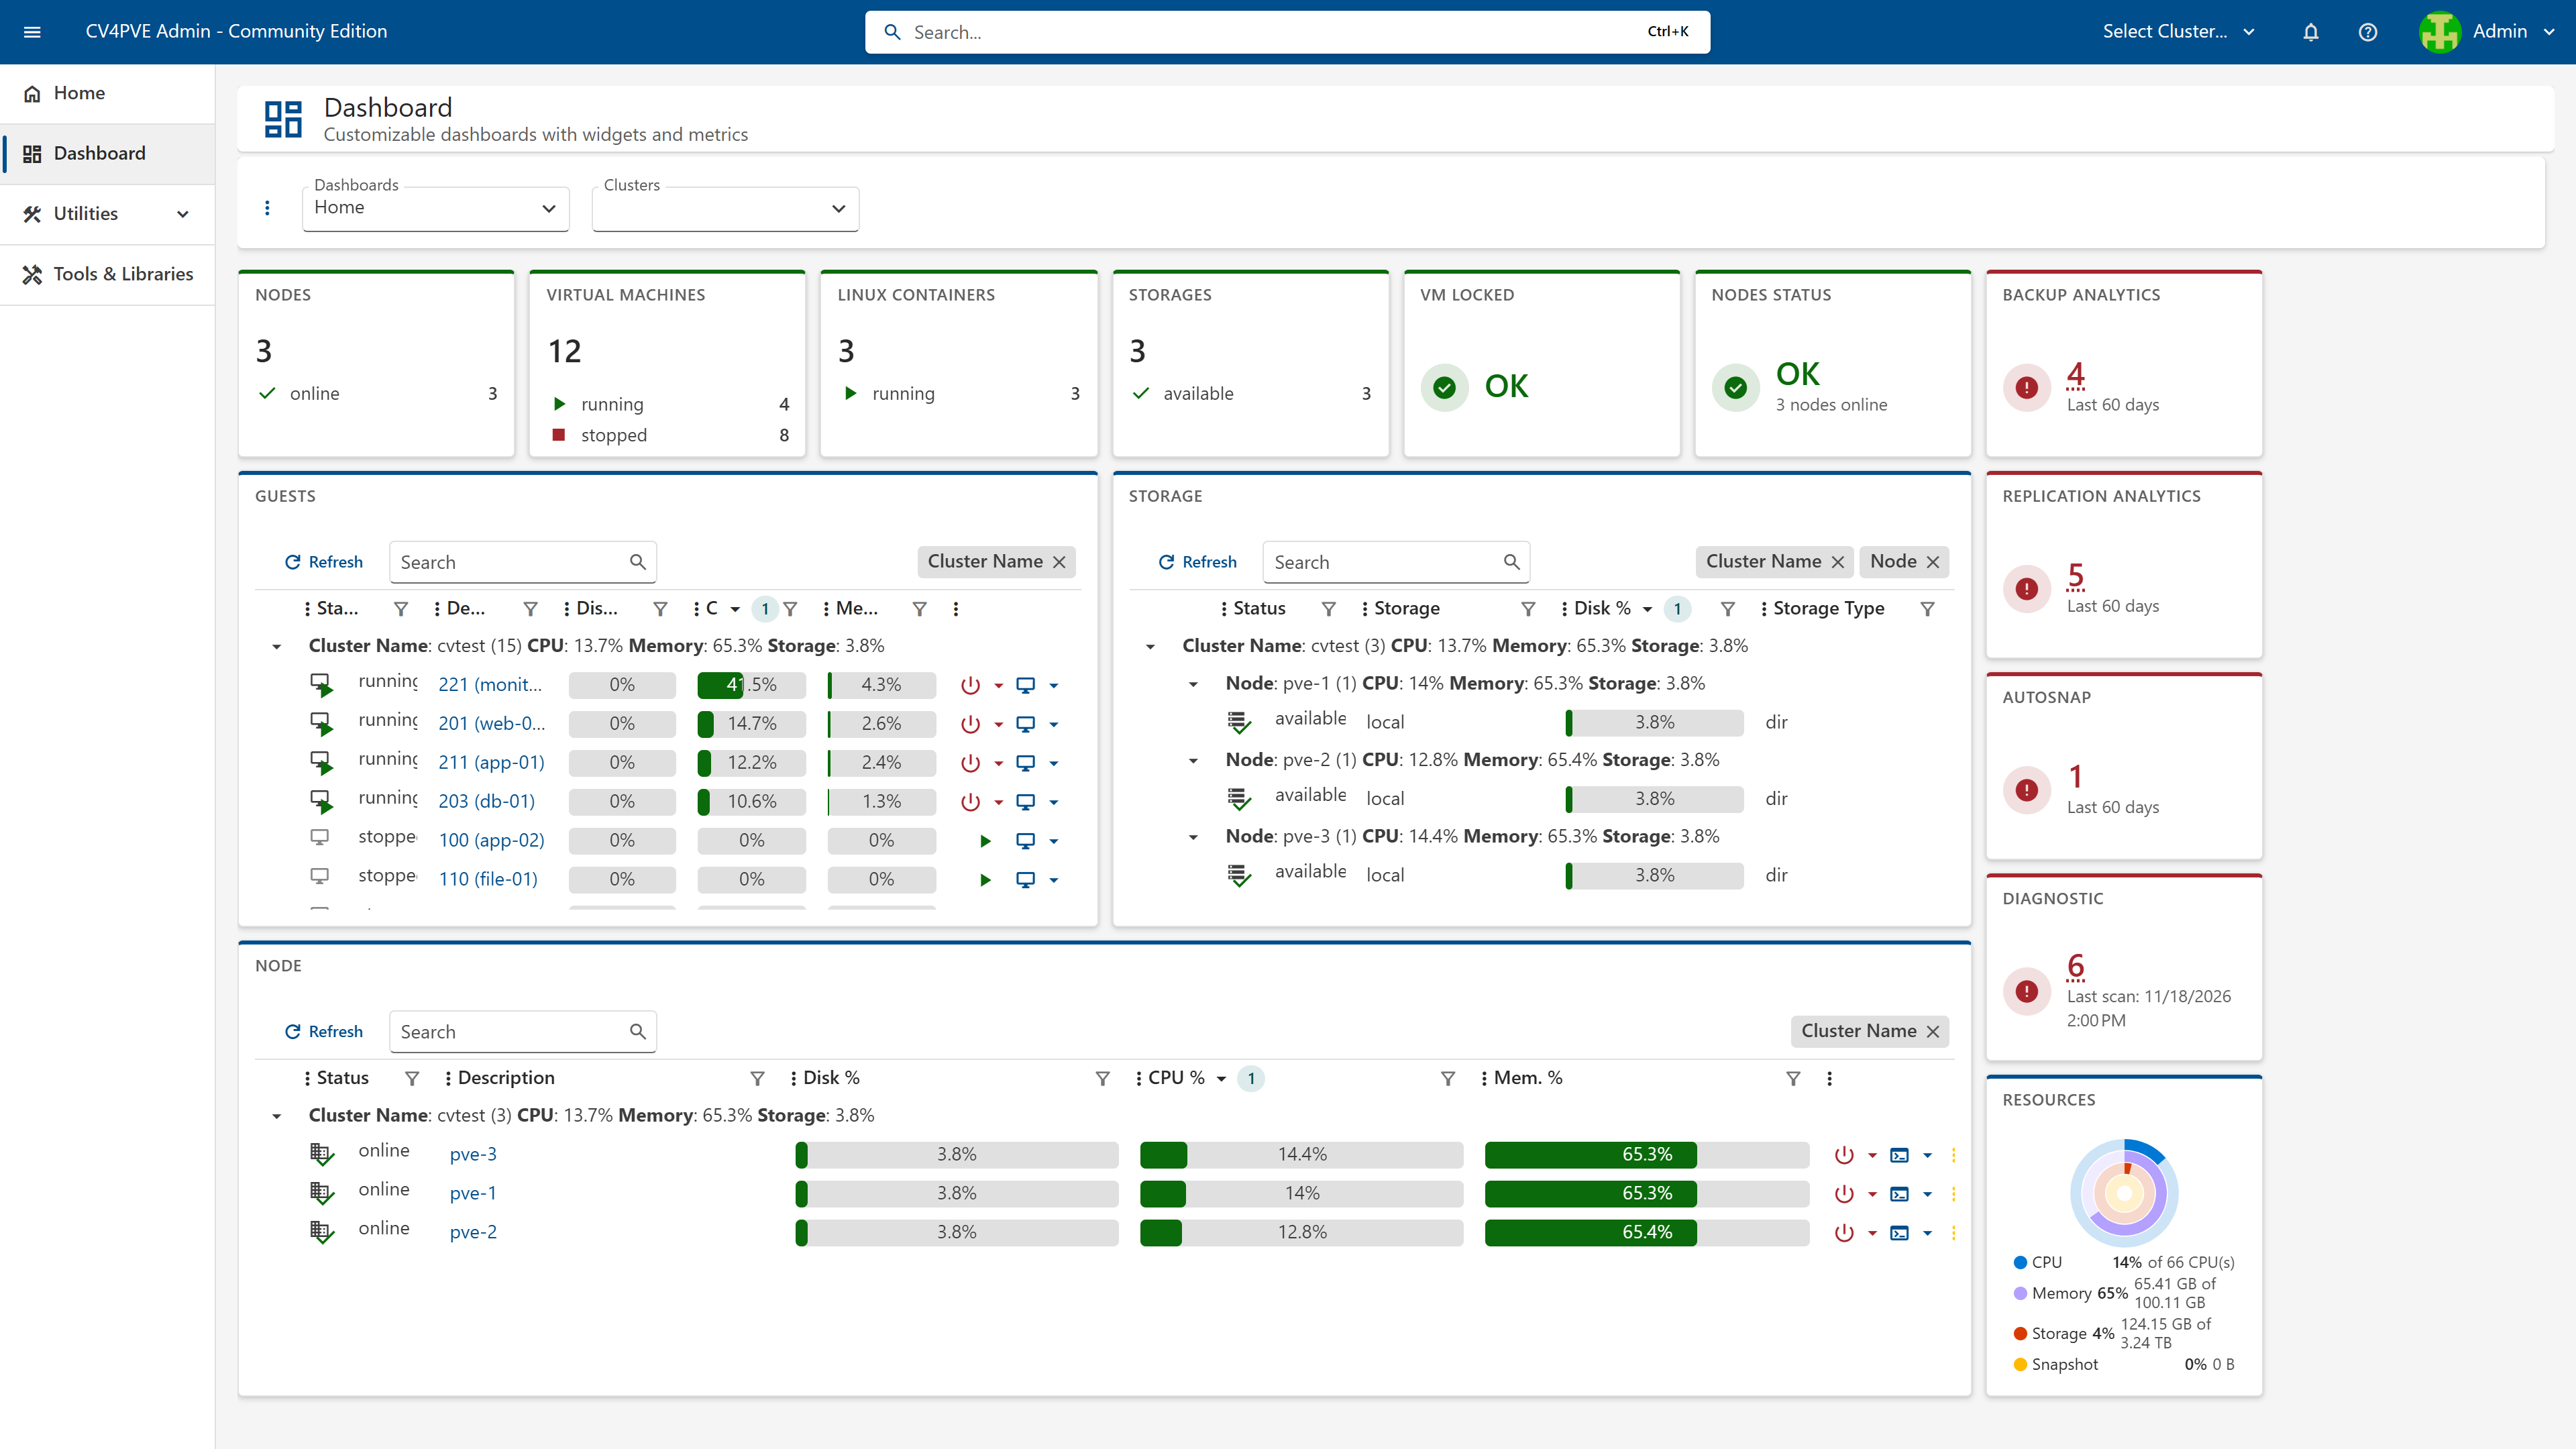 CV4PVE Admin - Community Edition
Search...
Ctrl+K
Select Cluster...
Admin
Home
Dashboard
Utilities
Tools & Libraries
Dashboard
Customizable dashboards with widgets and metrics
Dashboards
Home
Clusters
NODES
3
online 3
VIRTUAL MACHINES
12
running 4
stopped 8
LINUX CONTAINERS
3
running 3
STORAGES
3
available 3
VM LOCKED
OK
NODES STATUS
OK
3 nodes online
BACKUP ANALYTICS
4
Last 60 days
GUESTS
Refresh
Search
Cluster Name
Sta... De... Dis... C 1 Me...
Cluster Name: cvtest (15) CPU: 13.7% Memory: 65.3% Storage: 3.8%
running 221 (monit... 0% 41.5% 4.3%
running 201 (web-0... 0% 14.7% 2.6%
running 211 (app-01) 0% 12.2% 2.4%
running 203 (db-01) 0% 10.6% 1.3%
stoppe 100 (app-02) 0% 0% 0%
stoppe 110 (file-01) 0% 0% 0%
STORAGE
Refresh
Search
Cluster Name
Node
Status Storage Disk % 1 Storage Type
Cluster Name: cvtest (3) CPU: 13.7% Memory: 65.3% Storage: 3.8%
Node: pve-1 (1) CPU: 14% Memory: 65.3% Storage: 3.8%
available local 3.8% dir
Node: pve-2 (1) CPU: 12.8% Memory: 65.4% Storage: 3.8%
available local 3.8% dir
Node: pve-3 (1) CPU: 14.4% Memory: 65.3% Storage: 3.8%
available local 3.8% dir
REPLICATION ANALYTICS
5
Last 60 days
AUTOSNAP
1
Last 60 days
DIAGNOSTIC
6
Last scan: 11/18/2026
2:00 PM
NODE
Refresh
Search
Cluster Name
Status Description Disk % CPU % 1 Mem. %
Cluster Name: cvtest (3) CPU: 13.7% Memory: 65.3% Storage: 3.8%
online pve-3 3.8% 14.4% 65.3%
online pve-1 3.8% 14% 65.3%
online pve-2 3.8% 12.8% 65.4%
RESOURCES
CPU 14% of 66 CPU(s)
Memory 65% 65.41 GB of
100.11 GB
Storage 4% 124.15 GB of
3.24 TB
Snapshot 0% 0 B